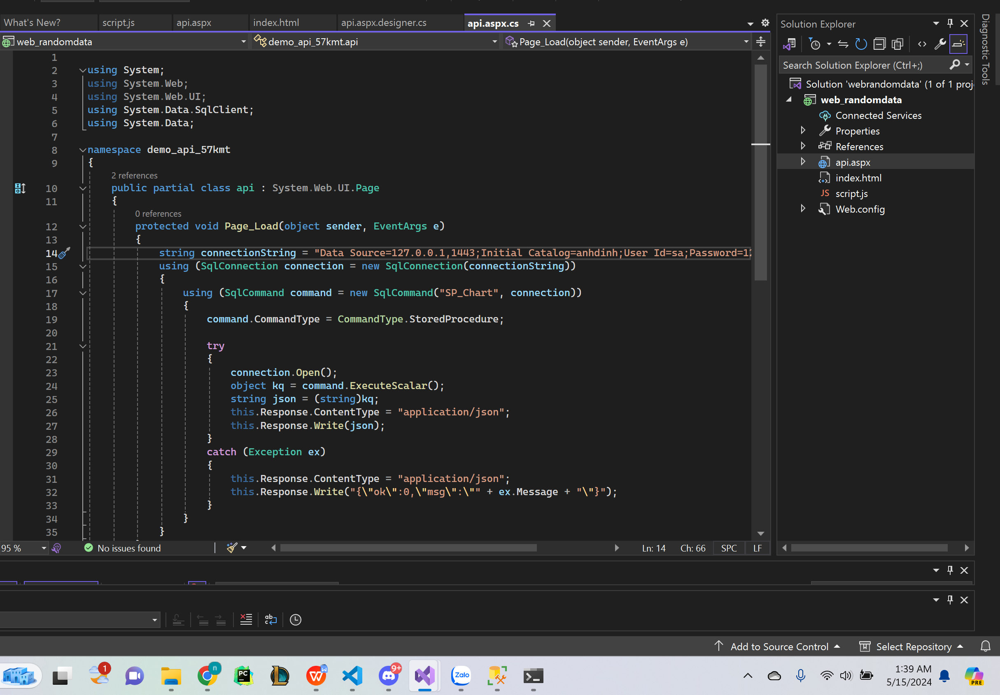 What's New?
script.js
api.aspx
index.html
api.aspx.designer.cs
api.aspx.cs
web_randomdata
demo_api_57kmt.api
Page_Load(object sender, EventArgs e)
1
2 using System;
3 using System.Web;
4 using System.Web.UI;
5 using System.Data.SqlClient;
6 using System.Data;
7
8 namespace demo_api_57kmt
9 {
2 references
10 public partial class api : System.Web.UI.Page
11 {
0 references
12 protected void Page_Load(object sender, EventArgs e)
13 {
14 string connectionString = "Data Source=127.0.0.1,1443;Initial Catalog=anhdinh;User Id=sa;Password=12
15 using (SqlConnection connection = new SqlConnection(connectionString))
16 {
17 using (SqlCommand command = new SqlCommand("SP_Chart", connection))
18 {
19 command.CommandType = CommandType.StoredProcedure;
20
21 try
22 {
23 connection.Open();
24 object kq = command.ExecuteScalar();
25 string json = (string)kq;
26 this.Response.ContentType = "application/json";
27 this.Response.Write(json);
28 }
29 catch (Exception ex)
30 {
31 this.Response.ContentType = "application/json";
32 this.Response.Write("{\"ok\":0,\"msg\":\"" + ex.Message + "\"}");
33 }
34 }
35 }
95 %
No issues found
Ln: 14
Ch: 66
SPC
LF
Solution Explorer
Search Solution Explorer (Ctrl+;)
Solution 'webrandomdata' (1 of 1 proj
web_randomdata
Connected Services
Properties
References
api.aspx
index.html
JS script.js
Web.config
Diagnostic Tools
Add to Source Control
Select Repository
1
n
PC
W
9+
Zalo
1:39 AM
5/15/2024
PRE